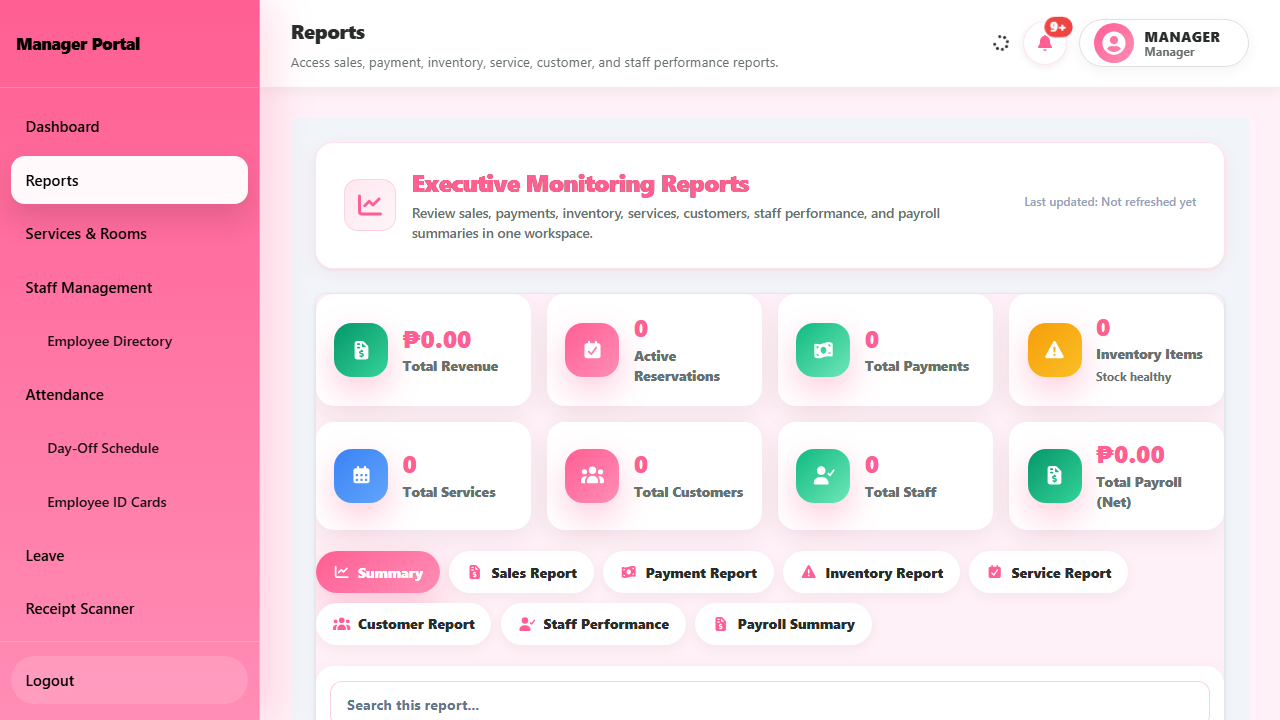 Manager Portal
Dashboard
Reports
Services & Rooms
Staff Management
Employee Directory
Attendance
Day-Off Schedule
Employee ID Cards
Leave
Receipt Scanner
Logout
Reports
Access sales, payment, inventory, service, customer, and staff performance reports.
9+
MANAGER
Manager
Executive Monitoring Reports
Review sales, payments, inventory, services, customers, staff performance, and payroll
summaries in one workspace.
Last updated: Not refreshed yet
₱0.00
Total Revenue
0
Active
Reservations
0
Total Payments
0
Inventory Items
Stock healthy
0
Total Services
0
Total Customers
0
Total Staff
₱0.00
Total Payroll
(Net)
Summary
Sales Report
Payment Report
Inventory Report
Service Report
Customer Report
Staff Performance
Payroll Summary
Search this report...